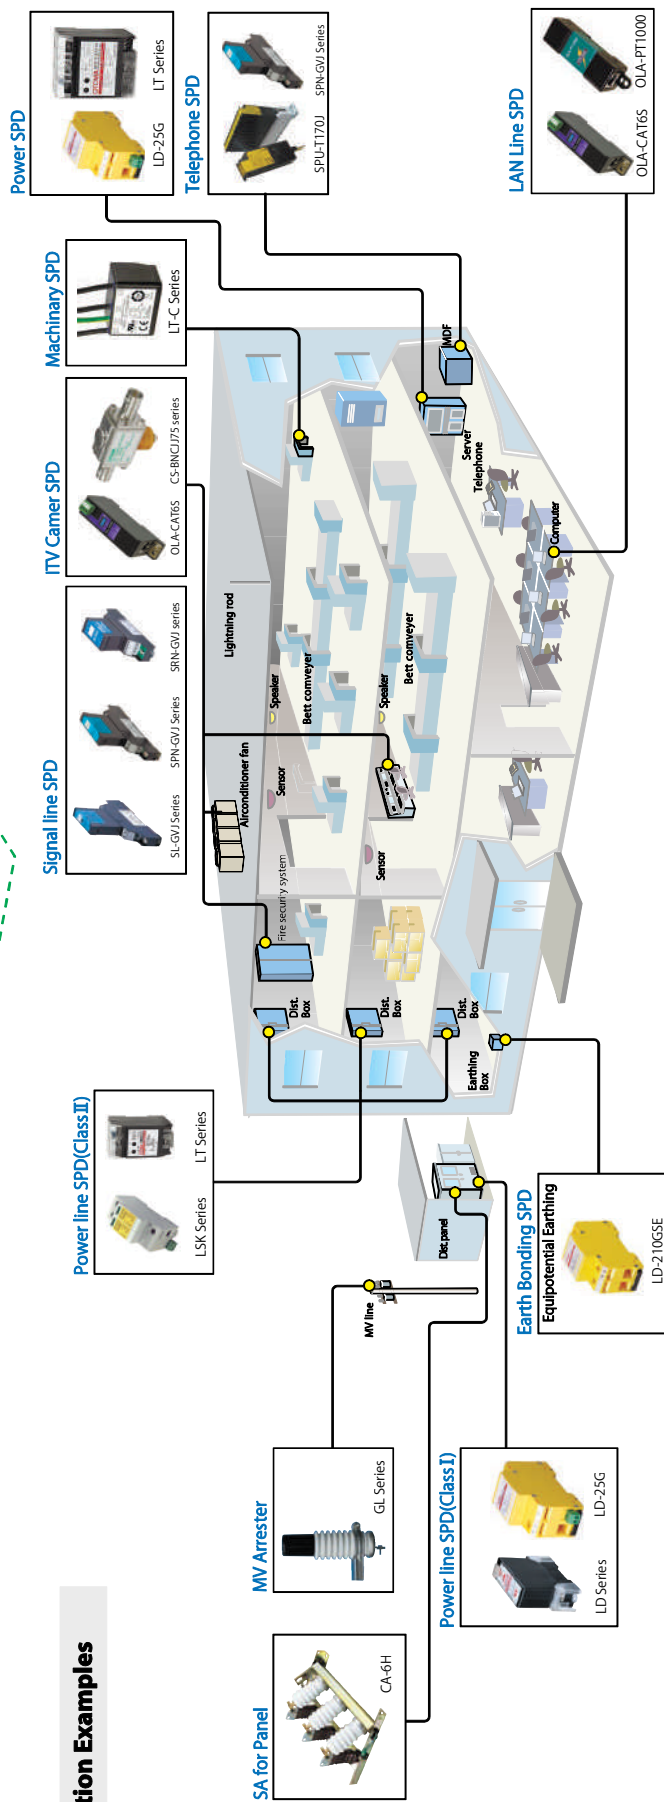 tion Examples
SA for Panel
CA-6H
MV Arrester
GL Series
Power line SPD(Class I)
LD Series
LD-25G
Power line SPD(Class II)
LSK Series
LT Series
Earth Bonding SPD
Equipotential Earthing
LD-210GSE
Signal line SPD
SL-GVJ Series
SPN-GVJ Series
SRN-GVJ series
ITV Camer SPD
OLA-CAT6S
CS-BNCJJ75 series
Machinary SPD
LT-C Series
Power SPD
LD-25G
LT Series
Telephone SPD
SPU-T170J
SPN-GVJ Series
LAN Line SPD
OLA-CAT6S
OLA-PT1000
MV line
Dist. panel
Lightning rod
Airconditioner fan
Fire security system
Sensor
Speaker
Bett comveyer
Dist.
Box
Sensor
Speaker
Bett comveyer
Dist.
Box
Dist.
Box
Earthing
Box
Server
Telephone
MDF
Computer